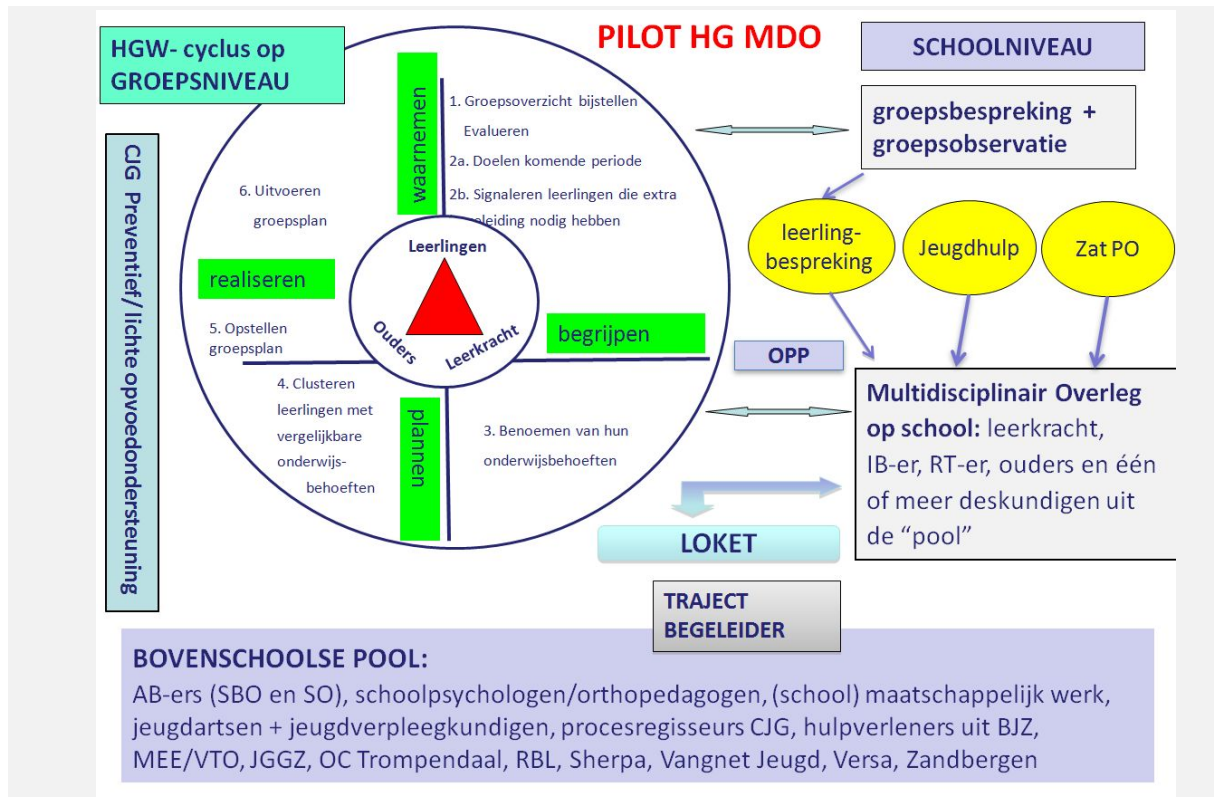 PILOT HG MDO
HGW- cyclus op
GROEPSNIVEAU
SCHOOLNIVEAU
CJG Preventief/ lichte opvoedondersteuning
waarnemen
1. Groepsoverzicht bijstellen
Evalueren
2a. Doelen komende periode
2b. Signaleren leerlingen die extra
eleiding nodig hebben
begrijpen
3. Benoemen van hun
onderwijsbehoeften
plannen
4. Clusteren
leerlingen met
vergelijkbare
onderwijs-
behoeften
5. Opstellen
groepsplan
realiseren
6. Uitvoeren
groepsplan
Leerlingen
Ouders
Leerkracht
groepsbespreking +
groepsobservatie
leerling-
bespreking
Jeugdhulp
Zat PO
OPP
Multidisciplinair Overleg
op school: leerkracht,
IB-er, RT-er, ouders en één
of meer deskundigen uit
de “pool”
LOKET
TRAJECT
BEGELEIDER
BOVENSCHOOLSE POOL:
AB-ers (SBO en SO), schoolpsychologen/orthopedagogen, (school) maatschappelijk werk,
jeugdartsen + jeugdverpleegkundigen, procesregisseurs CJG, hulpverleners uit BJZ,
MEE/VTO, JGGZ, OC Trompendaal, RBL, Sherpa, Vangnet Jeugd, Versa, Zandbergen